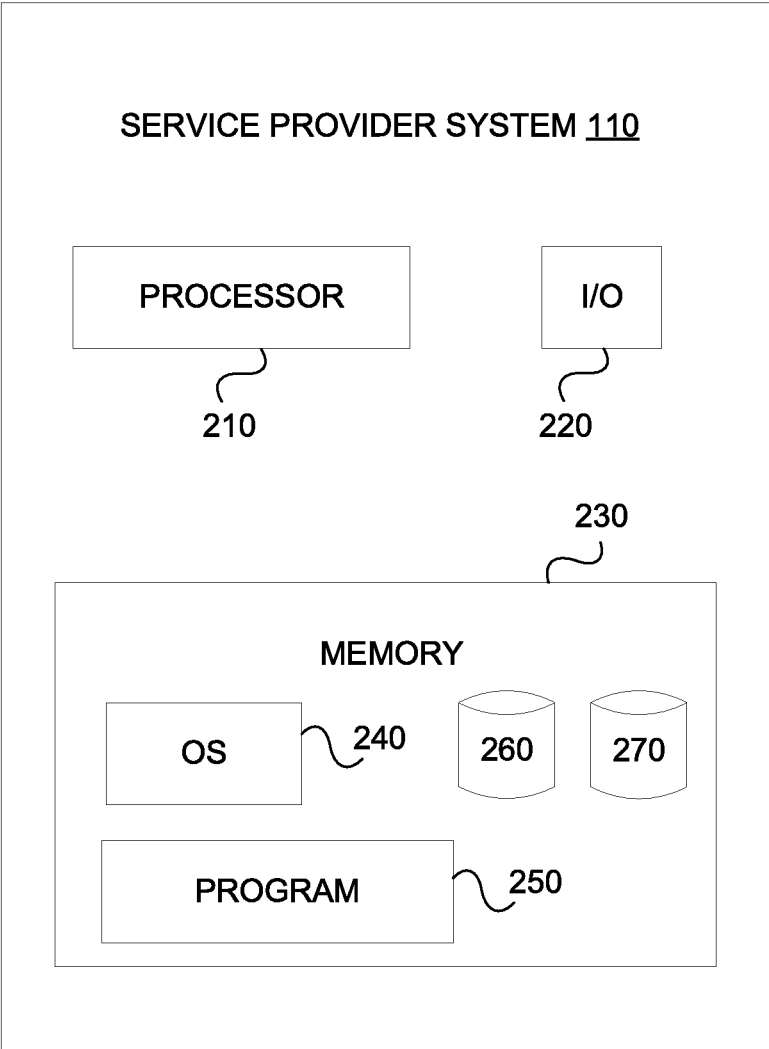 SERVICE PROVIDER SYSTEM 110
PROCESSOR
I/O
210
220
230
MEMORY
OS
240
260
270
PROGRAM
250